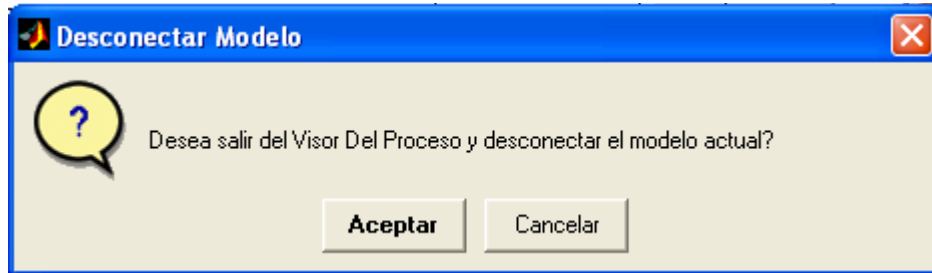 Desconectar Modelo
?
Desea salir del Visor Del Proceso y desconectar el modelo actual?
Aceptar Cancelar